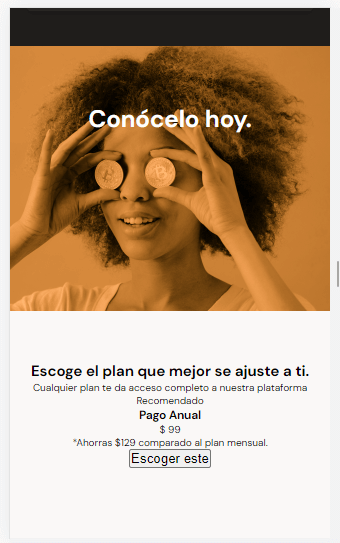 Conócelo hoy.
Escoge el plan que mejor se ajuste a ti.
Cualquier plan te da acceso completo a nuestra plataforma
Recomendado
Pago Anual
$ 99
*Ahorras $129 comparado al plan mensual.
Escoger este